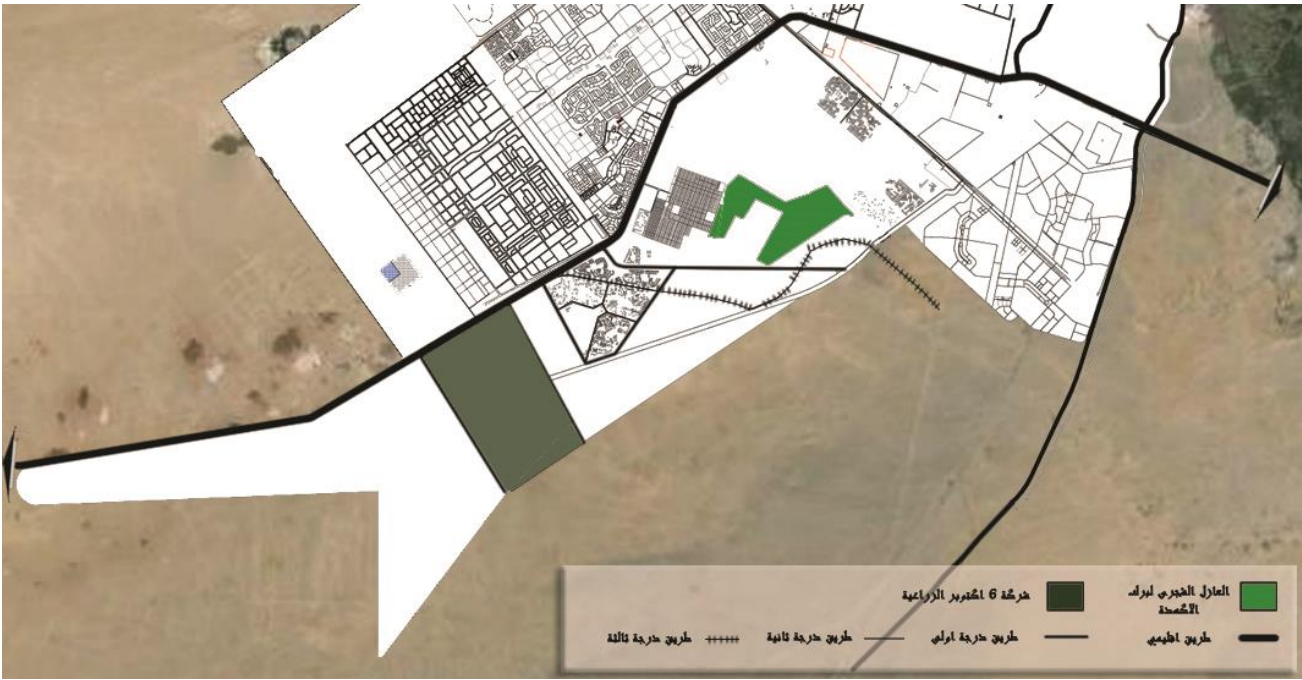 العازل الشجري لبرك
الأكسدة
شركة 6 اكتوبر الزراعية
طريق اقليمي
طريق درجة اولي
طريق درجة ثانية
طريق درجة ثالثة